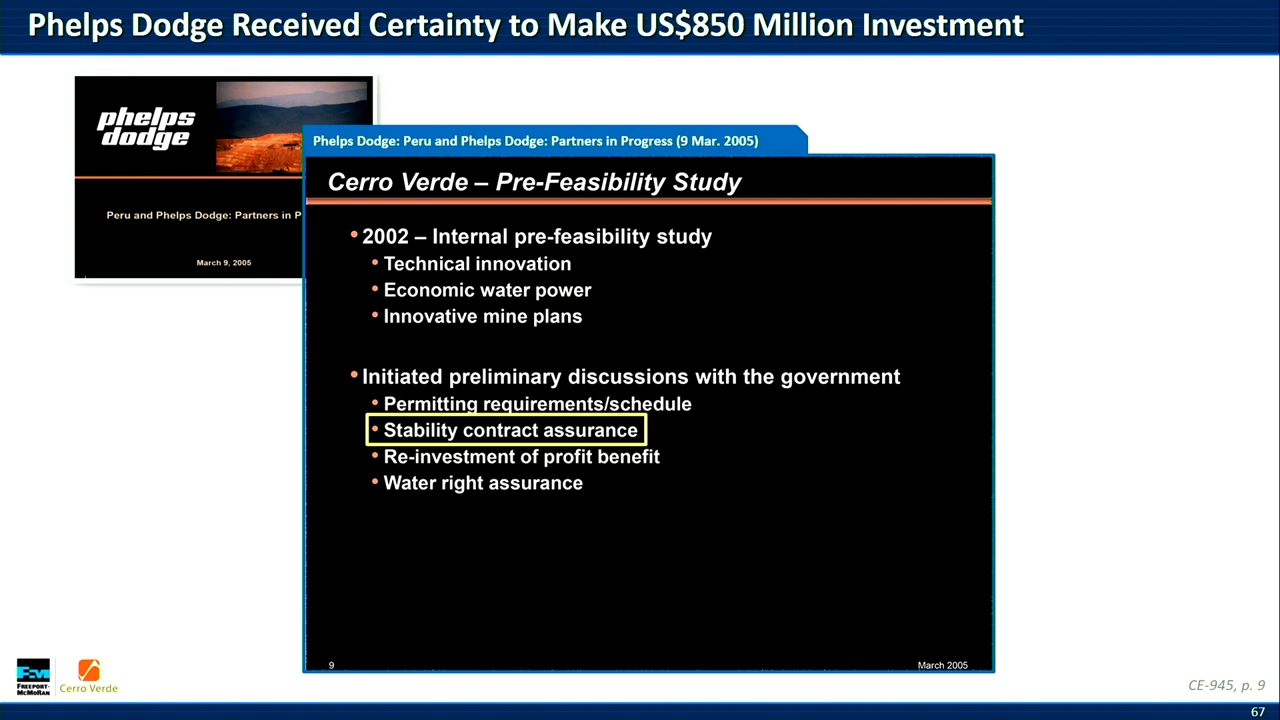 Phelps Dodge Received Certainty to Make US$850 Million Investment
phelps
dodge
Peru and Phelps Dodge: Partners in P
March 9, 2005
Phelps Dodge: Peru and Phelps Dodge: Partners in Progress (9 Mar. 2005)
Cerro Verde – Pre-Feasibility Study
• 2002 – Internal pre-feasibility study
• Technical innovation
• Economic water power
• Innovative mine plans
• Initiated preliminary discussions with the government
• Permitting requirements/schedule
• Stability contract assurance
• Re-investment of profit benefit
• Water right assurance
9
March 2005
FREEPORT-
McMoRAN
Cerro Verde
CE-945, p. 9
67